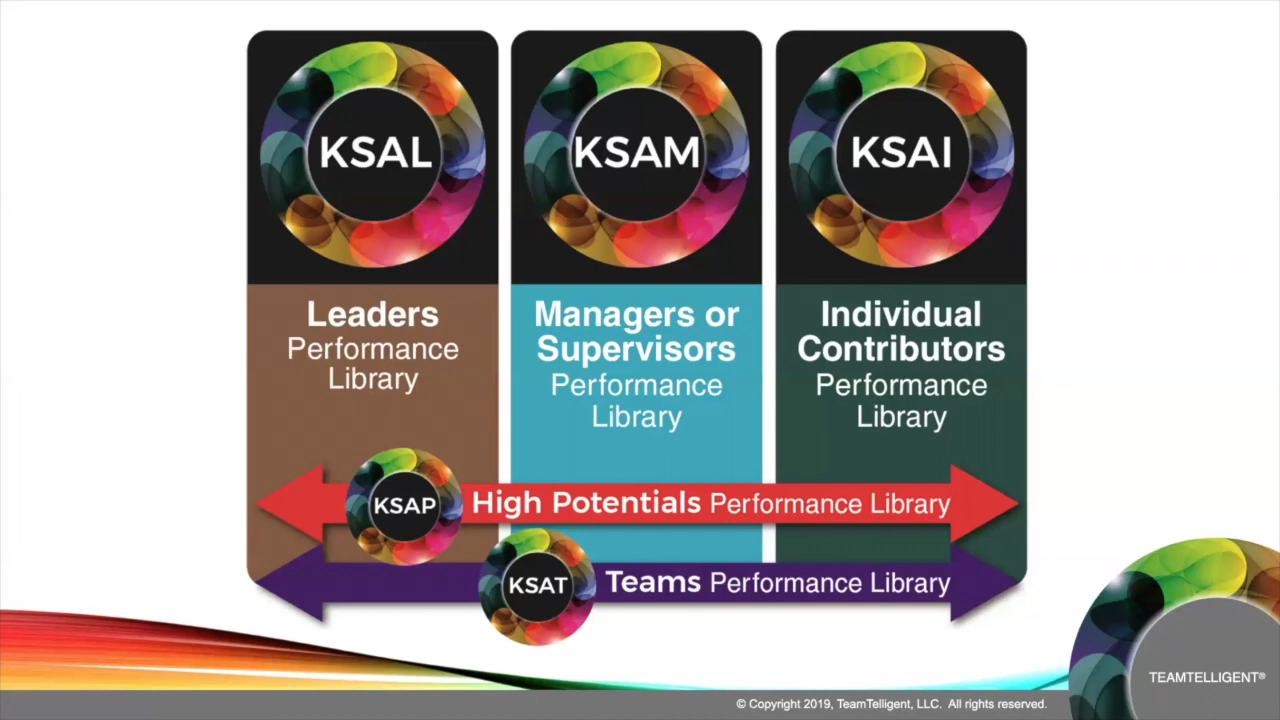 KSAL
Leaders
Performance
Library
KSAM
Managers or
Supervisors
Performance
Library
KSAI
Individual
Contributors
Performance
Library
KSAP
High Potentials Performance Library
KSAT
Teams Performance Library
TEAMTELLIGENT®
© Copyright 2019, TeamTelligent, LLC. All rights reserved.